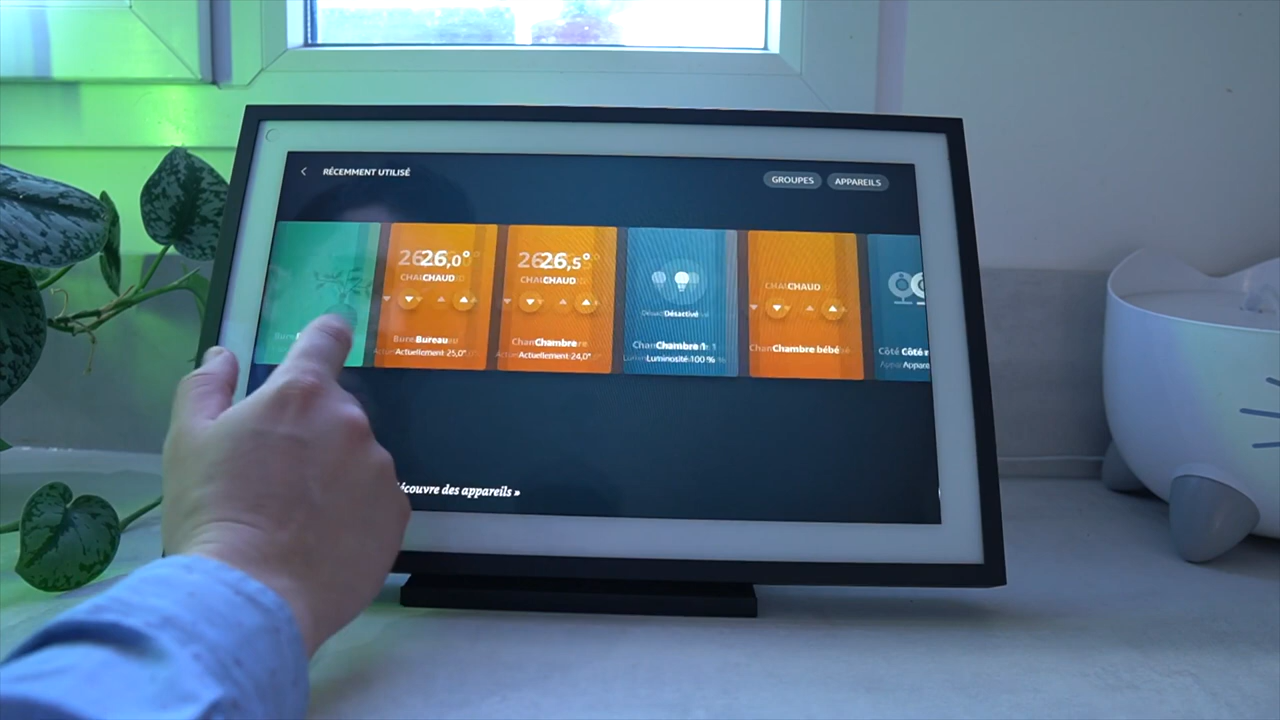 RÉCEMMENT UTILISÉ
GROUPES
APPAREILS
26,0°
CHAUD
Bureau
Actuellement 25,0°
26,5°
CHAUD
Chambre
Actuellement 24,0°
Désactivé
Chambre 1
Luminosité 100 %
CHAUD
Chambre bébé
Côté
découvre des appareils »